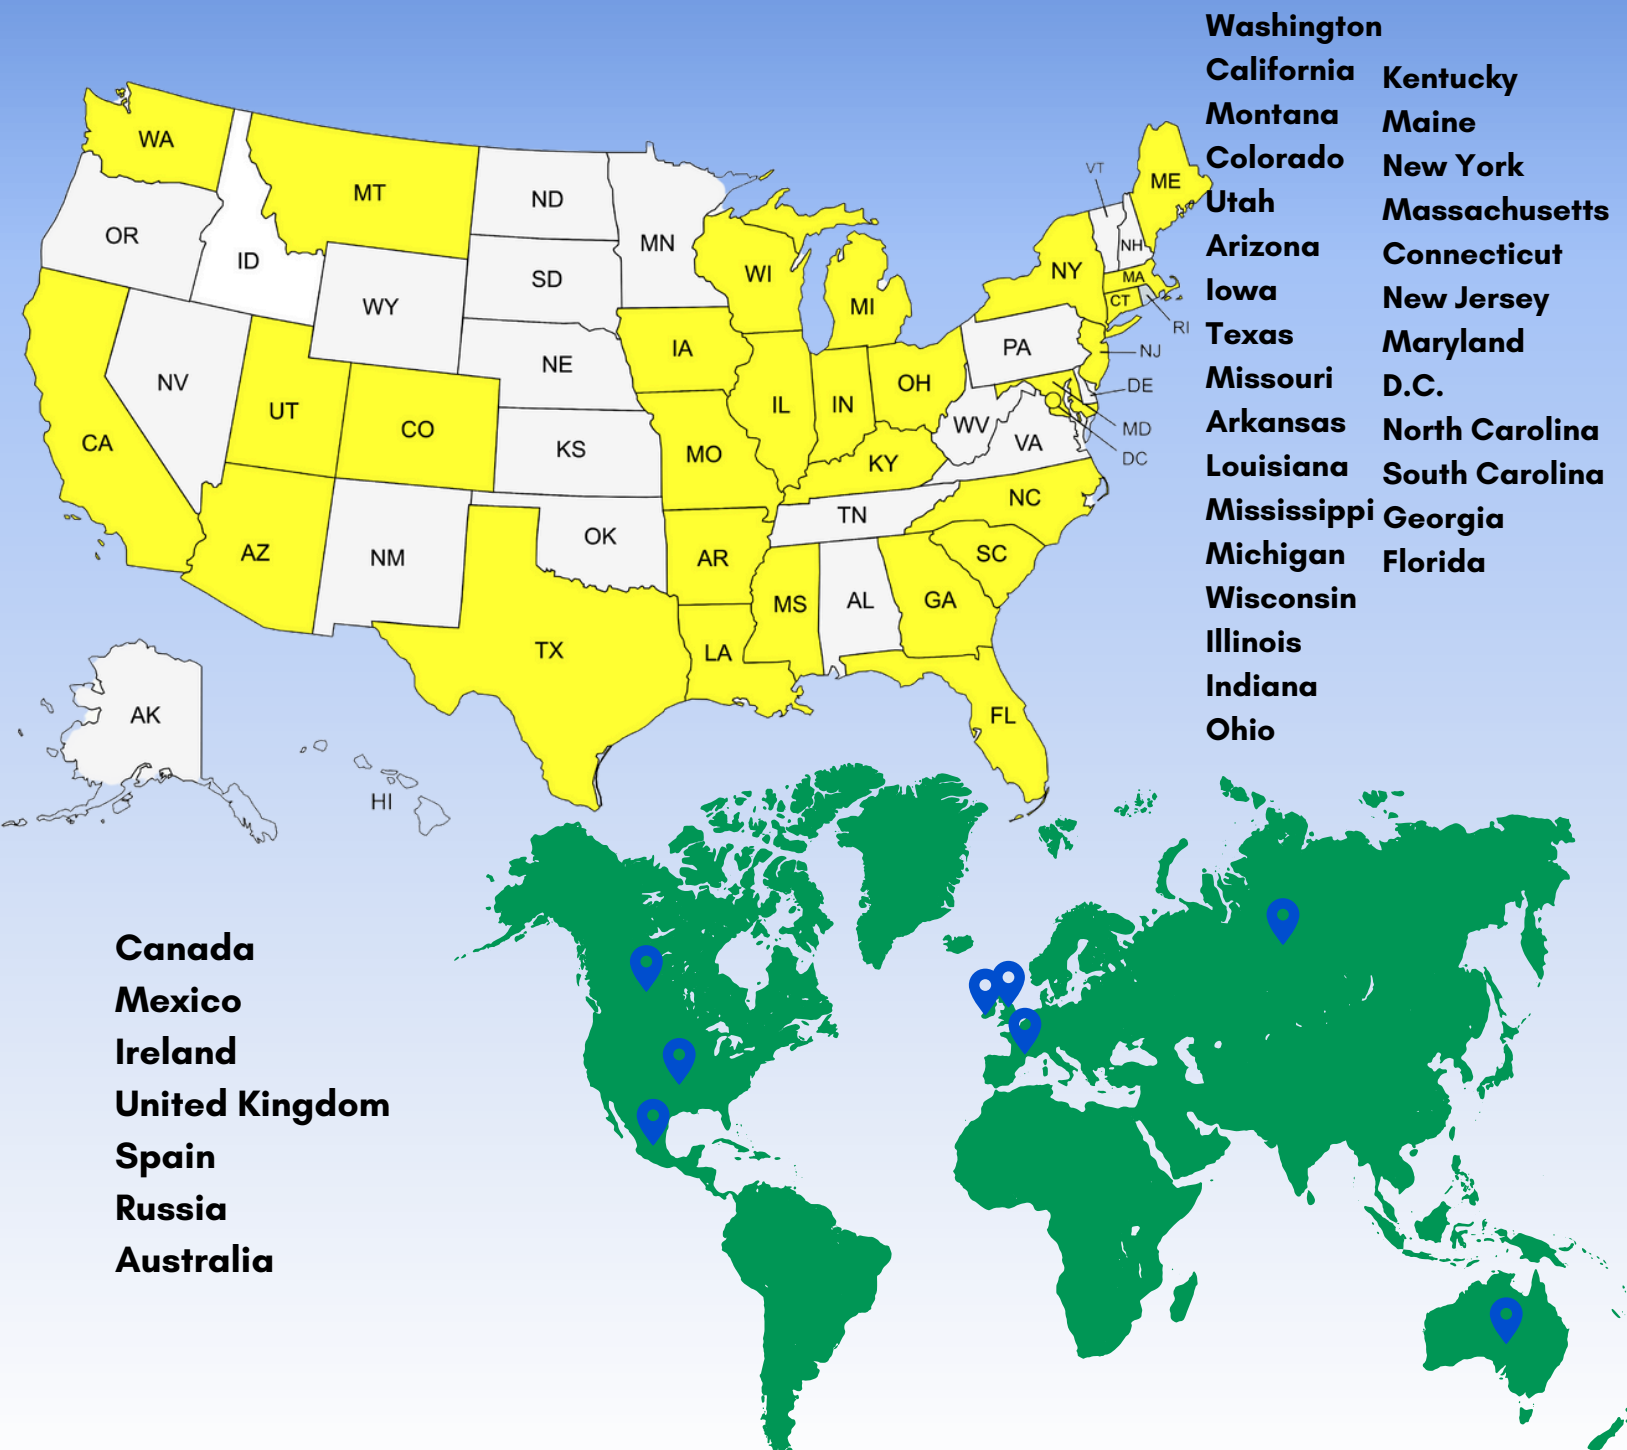 Washington
California
Montana
Colorado
Utah
Arizona
Iowa
Texas
Missouri
Arkansas
Louisiana
Mississippi
Michigan
Wisconsin
Illinois
Indiana
Ohio
Kentucky
Maine
New York
Massachusetts
Connecticut
New Jersey
Maryland
D.C.
North Carolina
South Carolina
Georgia
Florida
WA
MT
ND
MN
OR
ID
SD
WY
WI
MI
NY
VT
ME
NH
MA
CT
RI
NJ
DE
MD
DC
PA
NV
UT
CO
NE
IA
IL
IN
OH
WV
VA
CA
KS
MO
KY
NC
TN
AZ
NM
OK
AR
SC
MS
AL
GA
TX
LA
FL
AK
HI
Canada
Mexico
Ireland
United Kingdom
Spain
Russia
Australia